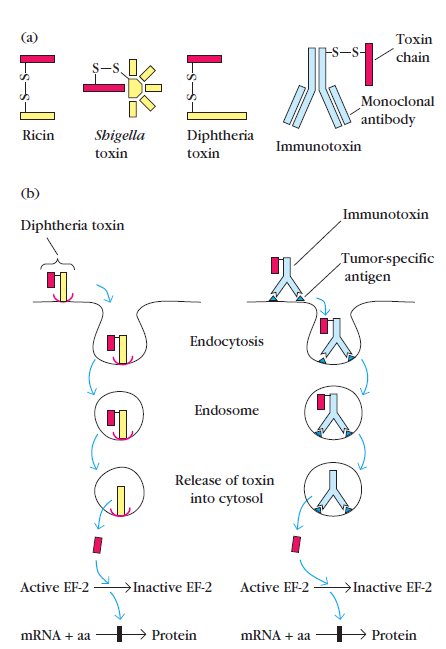 (a)
S–S
S
S
S–S
S
S
Toxin
chain
Monoclonal
antibody
Ricin
Shigella
toxin
Diphtheria
toxin
Immunotoxin
(b)
Diphtheria toxin
Immunotoxin
Tumor-specific
antigen
Endocytosis
Endosome
Release of toxin
into cytosol
Active EF-2 → Inactive EF-2
Active EF-2 → Inactive EF-2
mRNA + aa → Protein
mRNA + aa → Protein